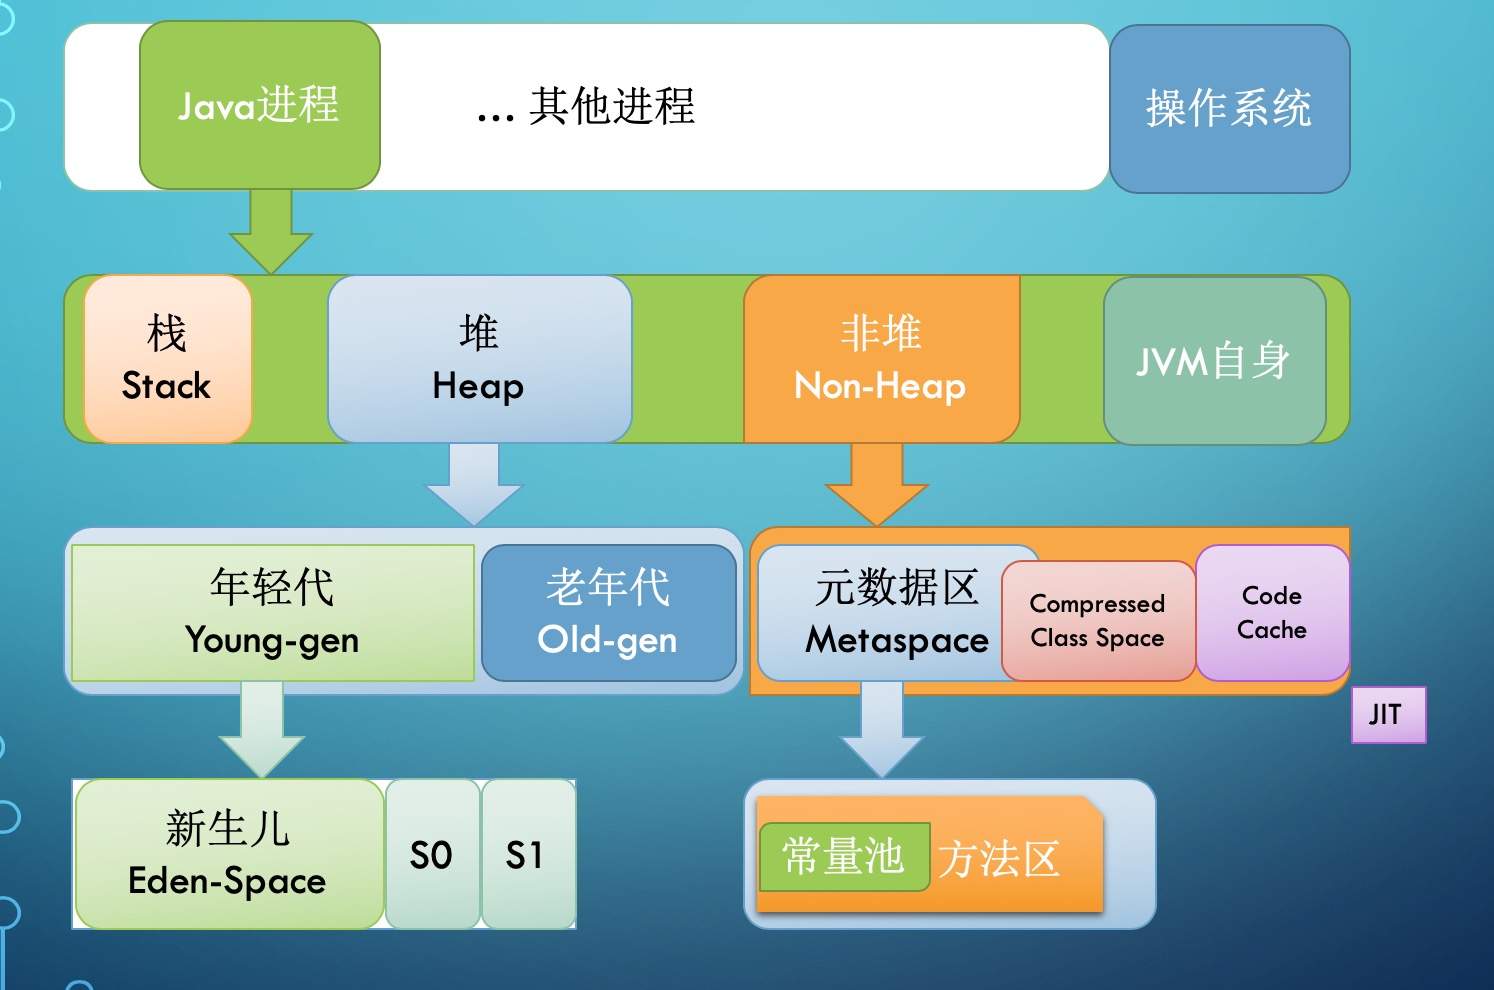 Java进程
... 其他进程
操作系统
栈
Stack
堆
Heap
非堆
Non-Heap
JVM自身
年轻代
Young-gen
老年代
Old-gen
元数据区
Metaspace
Compressed
Class Space
Code
Cache
JIT
新生儿
Eden-Space
S0
S1
常量池
方法区